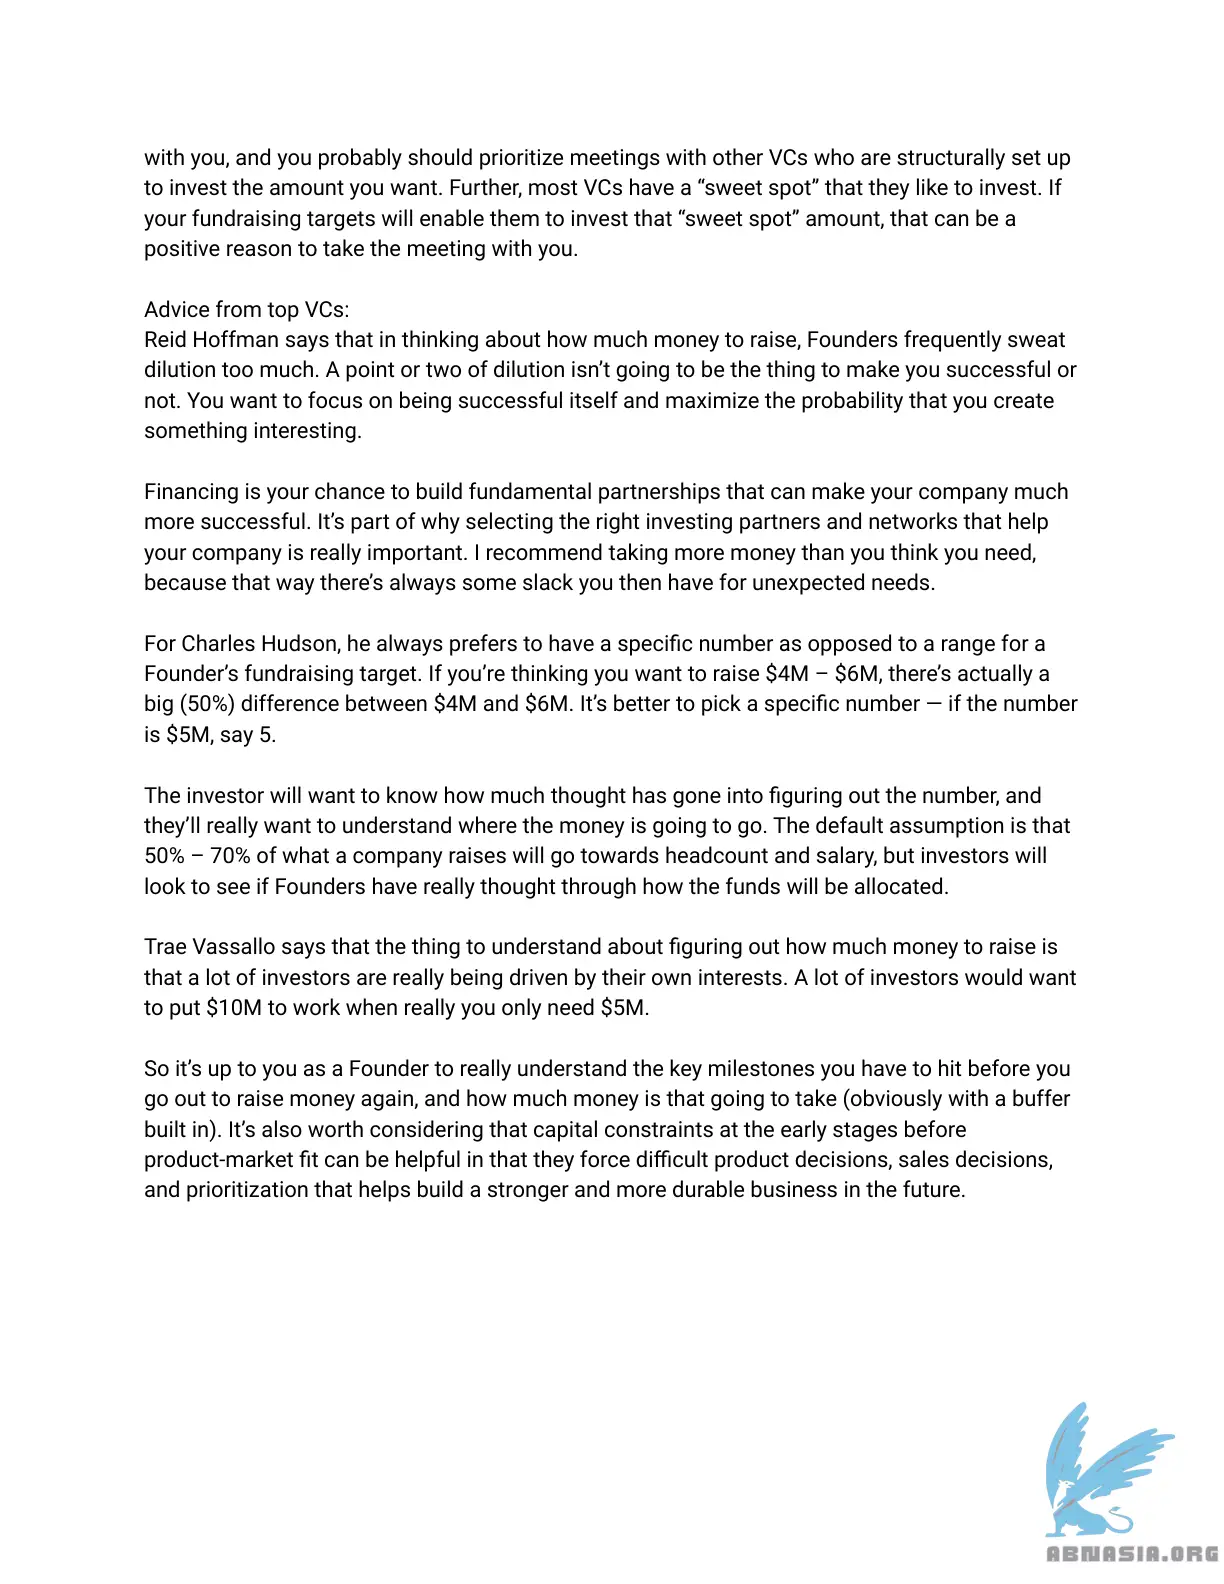 with you, and you probably should prioritize meetings with other VCs who are structurally set up
to invest the amount you want. Further, most VCs have a “sweet spot” that they like to invest. If
your fundraising targets will enable them to invest that “sweet spot” amount, that can be a
positive reason to take the meeting with you.
Advice from top VCs:
Reid Hoffman says that in thinking about how much money to raise, Founders frequently sweat
dilution too much. A point or two of dilution isn’t going to be the thing to make you successful or
not. You want to focus on being successful itself and maximize the probability that you create
something interesting.
Financing is your chance to build fundamental partnerships that can make your company much
more successful. It’s part of why selecting the right investing partners and networks that help
your company is really important. I recommend taking more money than you think you need,
because that way there’s always some slack you then have for unexpected needs.
For Charles Hudson, he always prefers to have a specific number as opposed to a range for a
Founder’s fundraising target. If you’re thinking you want to raise $4M – $6M, there’s actually a
big (50%) difference between $4M and $6M. It’s better to pick a specific number — if the number
is $5M, say 5.
The investor will want to know how much thought has gone into figuring out the number, and
they’ll really want to understand where the money is going to go. The default assumption is that
50% – 70% of what a company raises will go towards headcount and salary, but investors will
look to see if Founders have really thought through how the funds will be allocated.
Trae Vassallo says that the thing to understand about figuring out how much money to raise is
that a lot of investors are really being driven by their own interests. A lot of investors would want
to put $10M to work when really you only need $5M.
So it’s up to you as a Founder to really understand the key milestones you have to hit before you
go out to raise money again, and how much money is that going to take (obviously with a buffer
built in). It’s also worth considering that capital constraints at the early stages before
product-market fit can be helpful in that they force difficult product decisions, sales decisions,
and prioritization that helps build a stronger and more durable business in the future.
ABNASIA.ORG